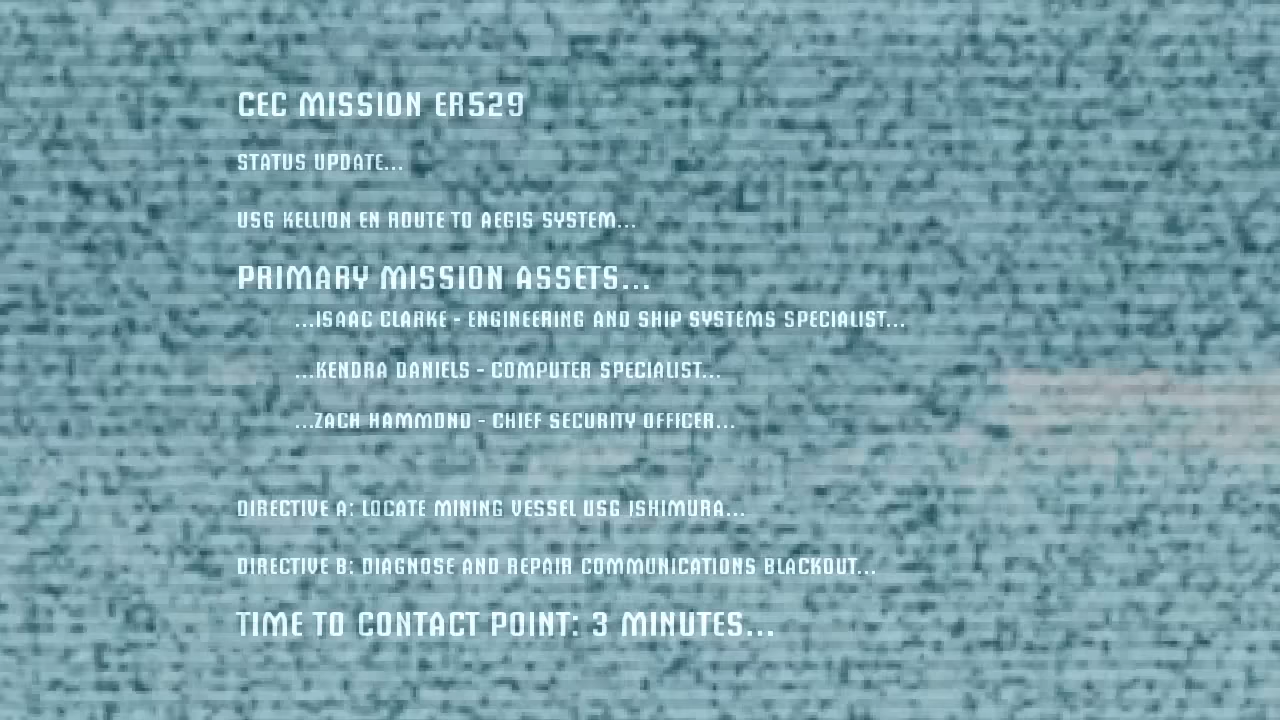 CEC MISSION ER529
STATUS UPDATE...
USG KELLION EN ROUTE TO AEGIS SYSTEM...
PRIMARY MISSION ASSETS...
...ISAAC CLARKE - ENGINEERING AND SHIP SYSTEMS SPECIALIST...
...KENDRA DANIELS - COMPUTER SPECIALIST...
...ZACH HAMMOND - CHIEF SECURITY OFFICER...
DIRECTIVE A: LOCATE MINING VESSEL USG ISHIMURA...
DIRECTIVE B: DIAGNOSE AND REPAIR COMMUNICATIONS BLACKOUT...
TIME TO CONTACT POINT: 3 MINUTES...